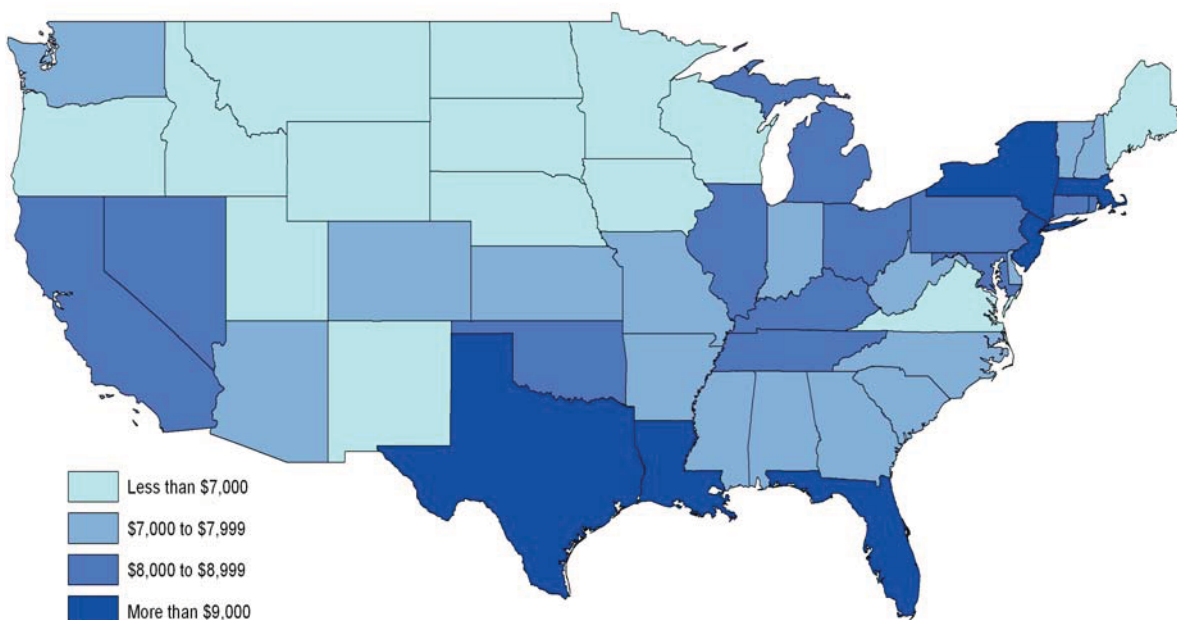 Less than $7,000
$7,000 to $7,999
$8,000 to $8,999
More than $9,000